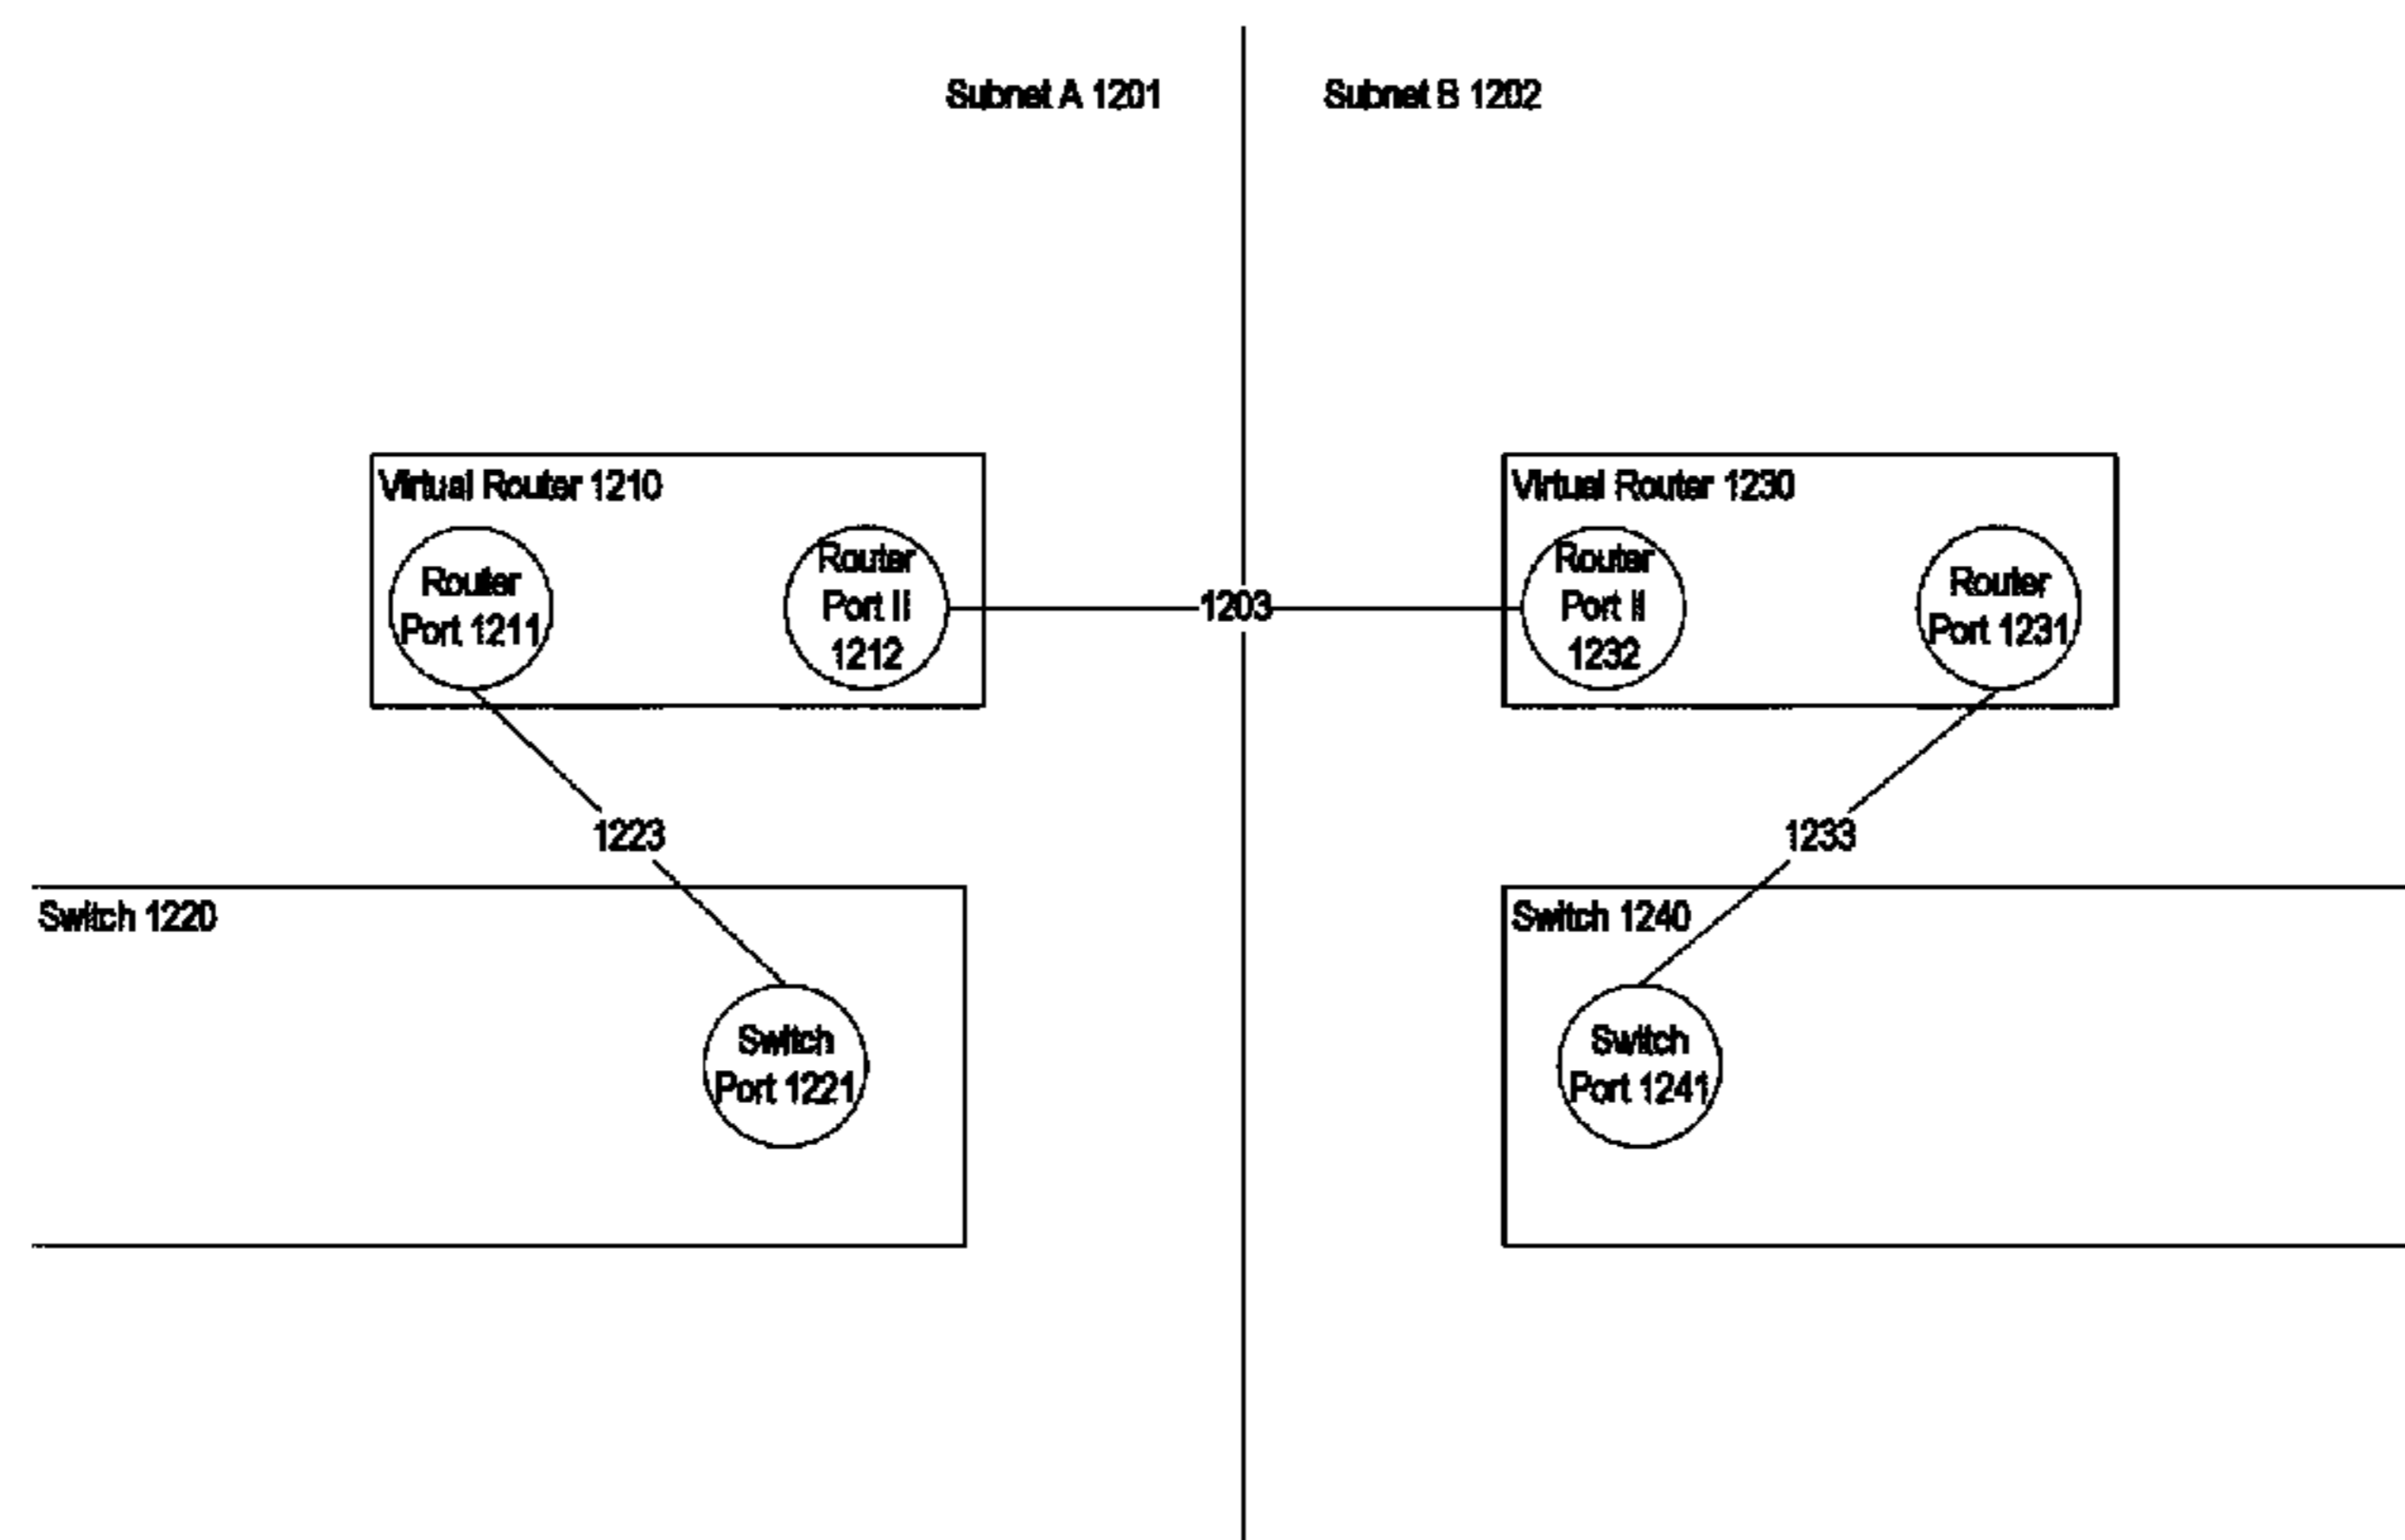 Subnet A 1201
Subnet B 1202
Virtual Router 1210
Router
Port 1211
Router
Port II
1212
1203
Virtual Router 1230
Router
Port II
1232
Router
Port 1231
1223
1233
Switch 1220
Switch
Port 1221
Switch 1240
Switch
Port 1241